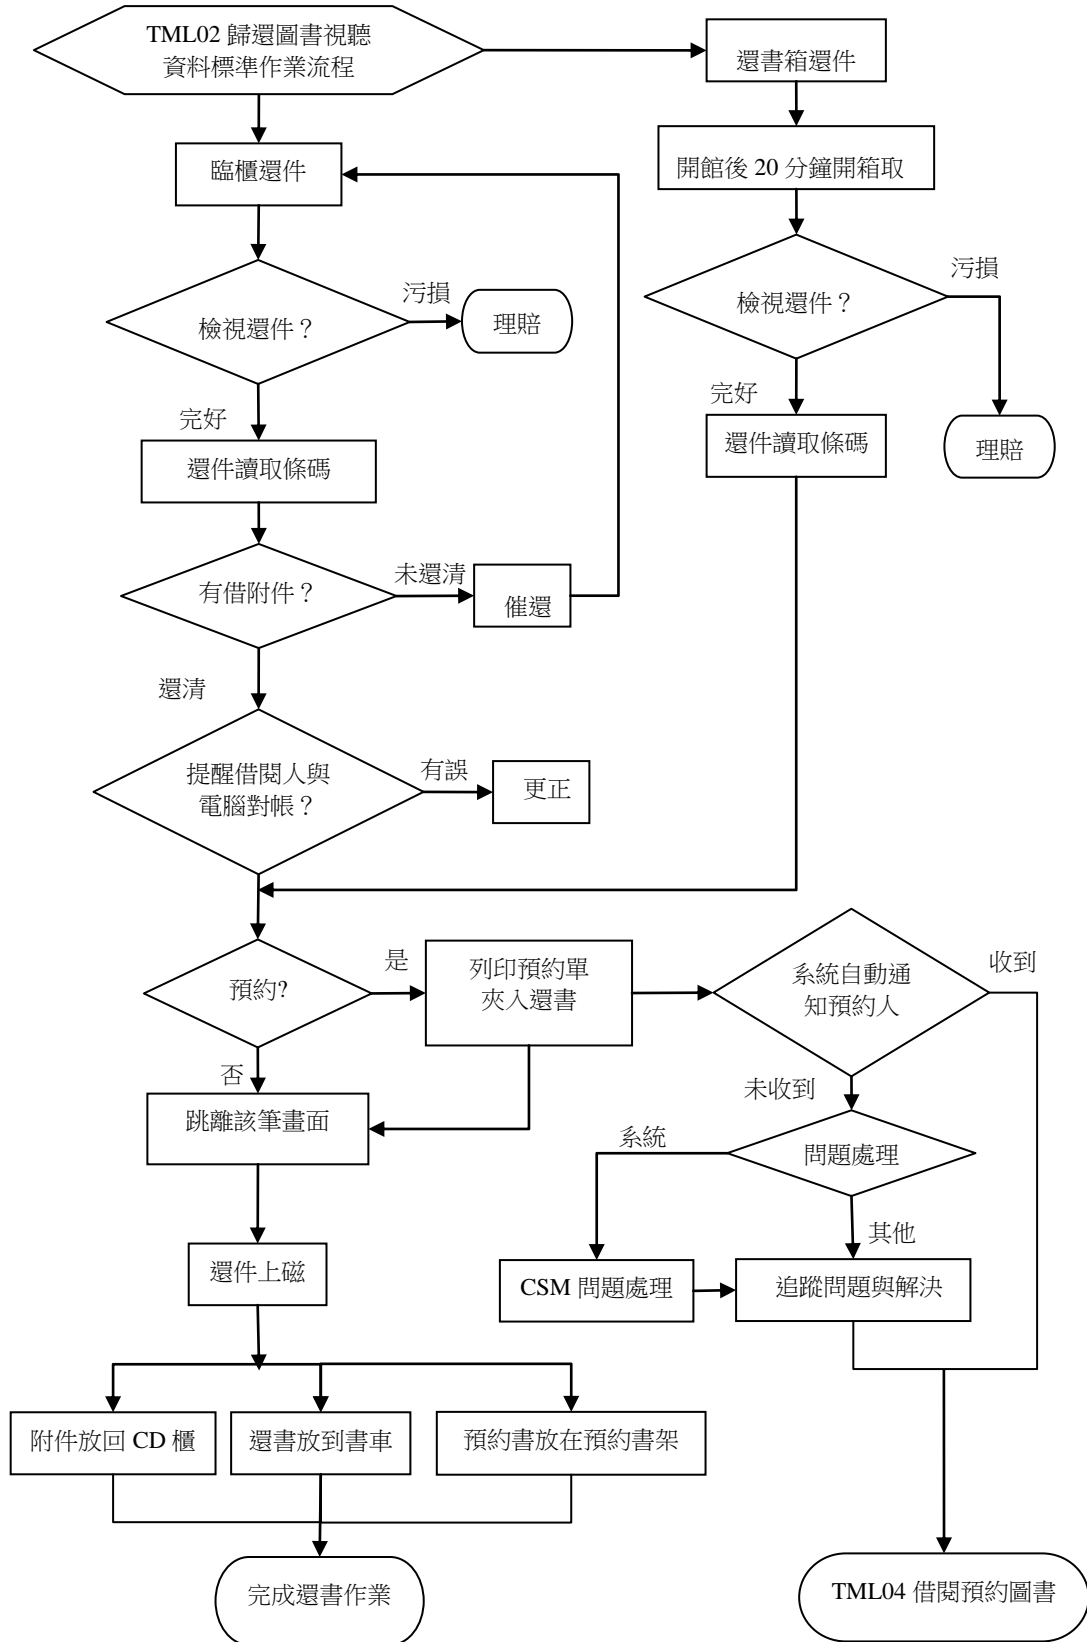 TML02 歸還圖書視聽
資料標準作業流程
還書箱還件
臨櫃還件
開館後 20 分鐘開箱取
檢視還件？
污損
理賠
檢視還件？
污損
完好
還件讀取條碼
完好
還件讀取條碼
理賠
有借附件？
未還清
催還
還清
提醒借閱人與
電腦對帳？
有誤
更正
預約?
是
列印預約單
夾入還書
系統自動通
知預約人
收到
否
跳離該筆畫面
未收到
系統
問題處理
其他
還件上磁
CSM 問題處理
追蹤問題與解決
附件放回 CD 櫃
還書放到書車
預約書放在預約書架
完成還書作業
TML04 借閱預約圖書